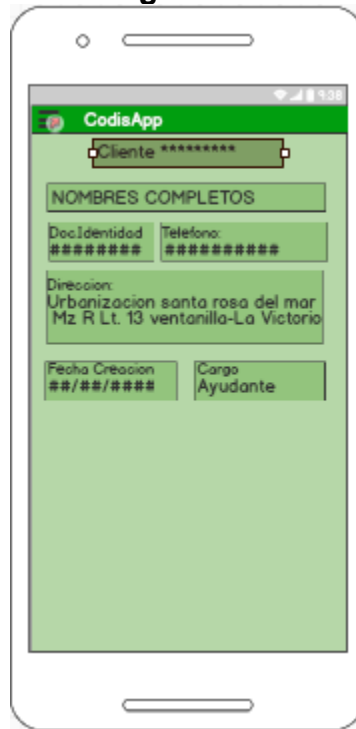 9:38
CodisApp
Cliente *********
NOMBRES COMPLETOS
Doc.Identidad Telefono:
######## ##########
Direccion:
Urbanizacion santa rosa del mar
Mz R Lt. 13 ventanilla-La Victorio
Fecha Creacion Cargo
##/##/#### Ayudante